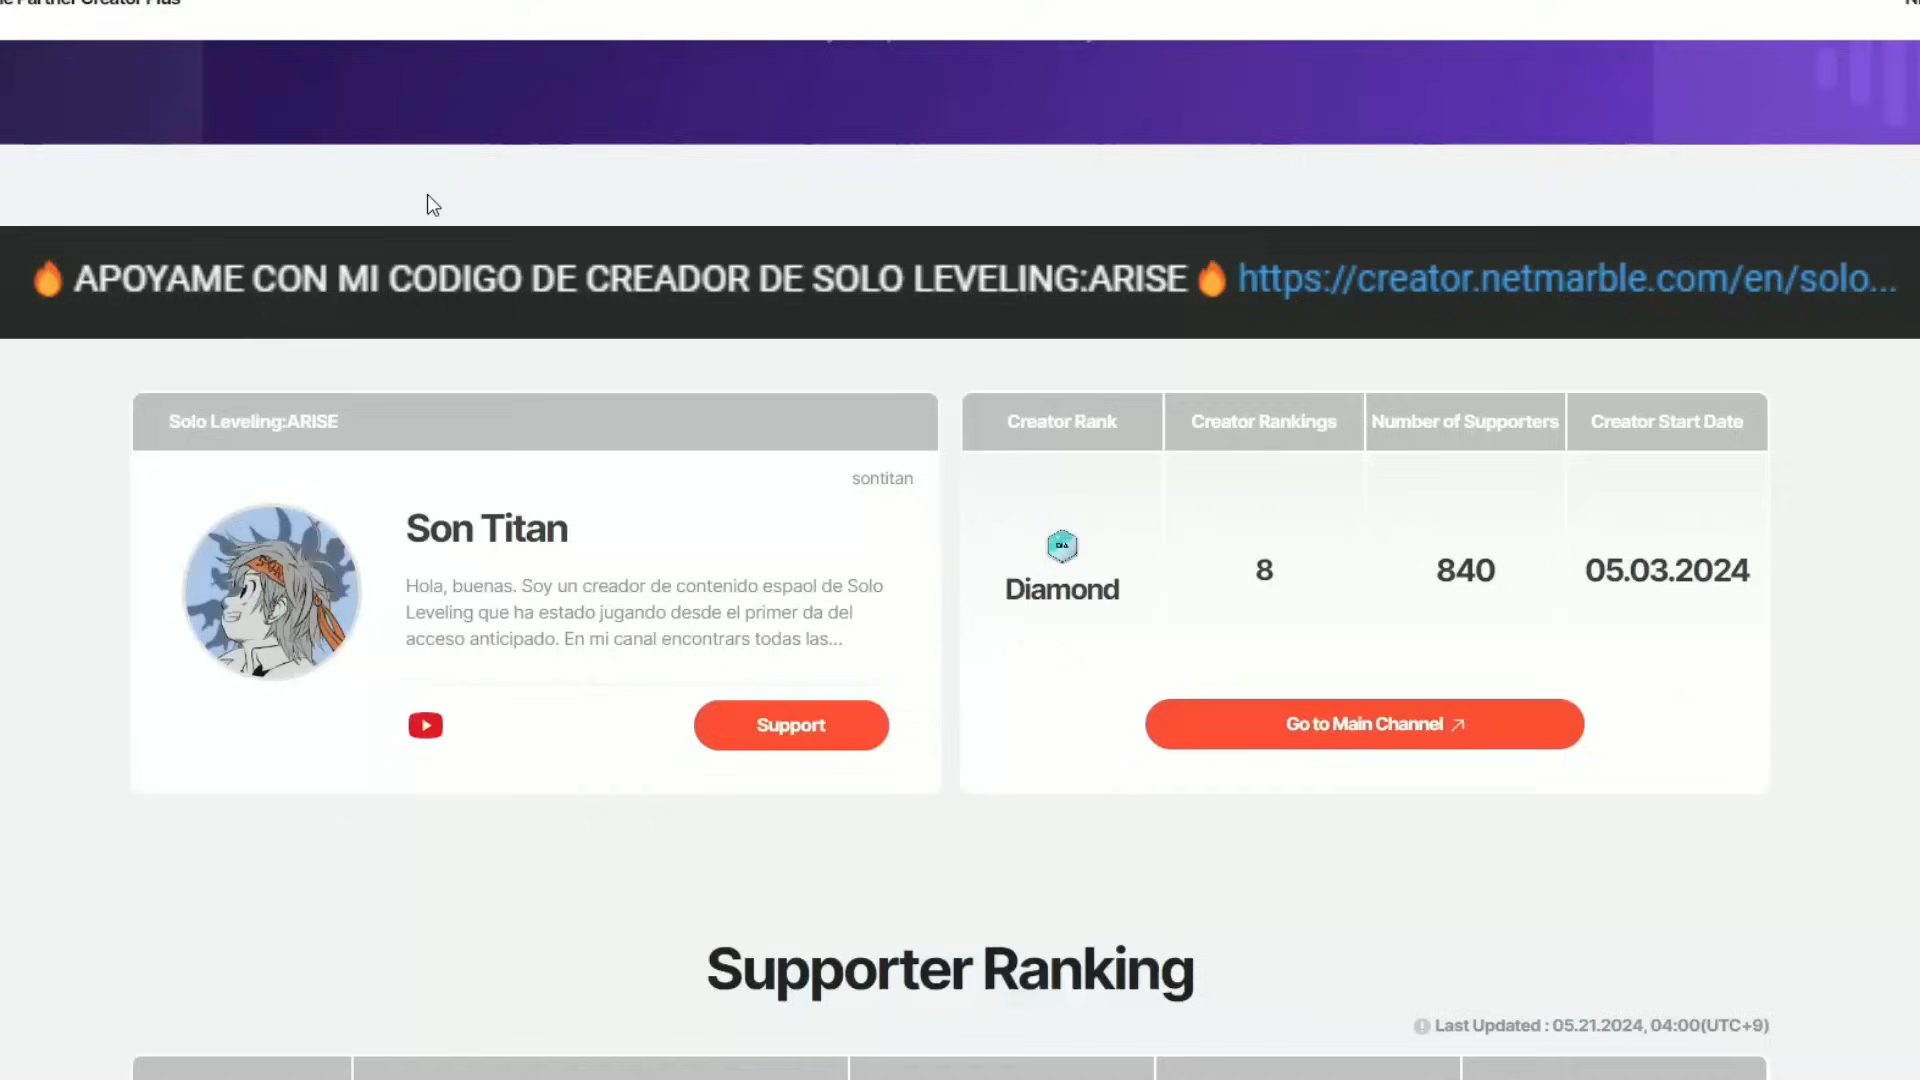 Partner Creator Plus
🔥 APOYAME CON MI CODIGO DE CREADOR DE SOLO LEVELING:ARISE 🔥 https://creator.netmarble.com/en/solo...
Solo Leveling:ARISE
sontitan
Son Titan
Hola, buenas. Soy un creador de contenido espaol de Solo
Leveling que ha estado jugando desde el primer da del
acceso anticipado. En mi canal encontrars todas las...
Support
Creator Rank
Creator Rankings
Number of Supporters
Creator Start Date
DIA
Diamond
8
840
05.03.2024
Go to Main Channel
Supporter Ranking
Last Updated : 05.21.2024, 04:00(UTC+9)